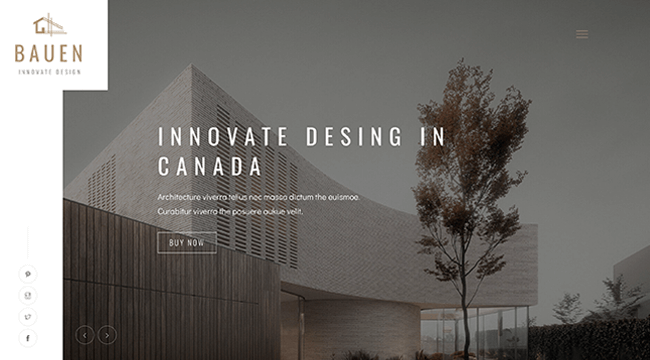 BAUEN
INNOVATE DESIGN
INNOVATE DESING IN
CANADA
Architecture viverra tellus nec massa dictum the euismoe.
Curabitur viverra the posuere aukue velit.
BUY NOW